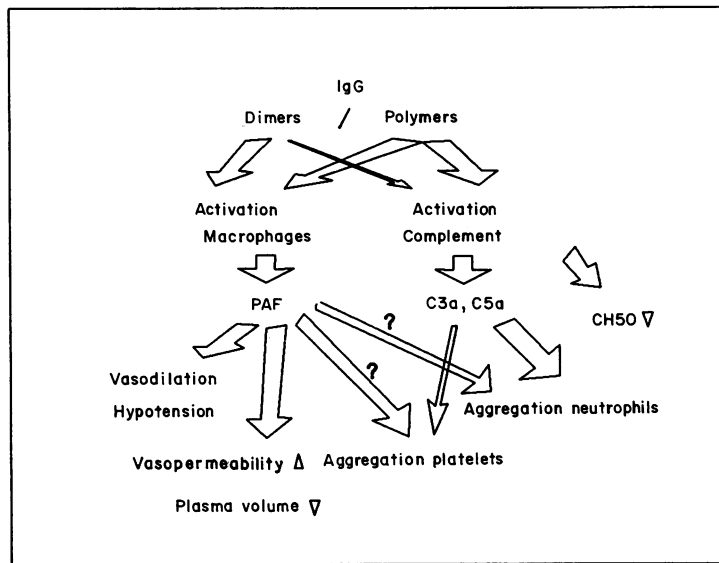 IgG
Dimers / Polymers
Activation Activation
Macrophages Complement
PAF C3a, C5a
? CH50 ▽
Vasodilation ?
Hypotension Aggregation neutrophils
Vasopermeability Δ Aggregation platelets
Plasma volume ▽